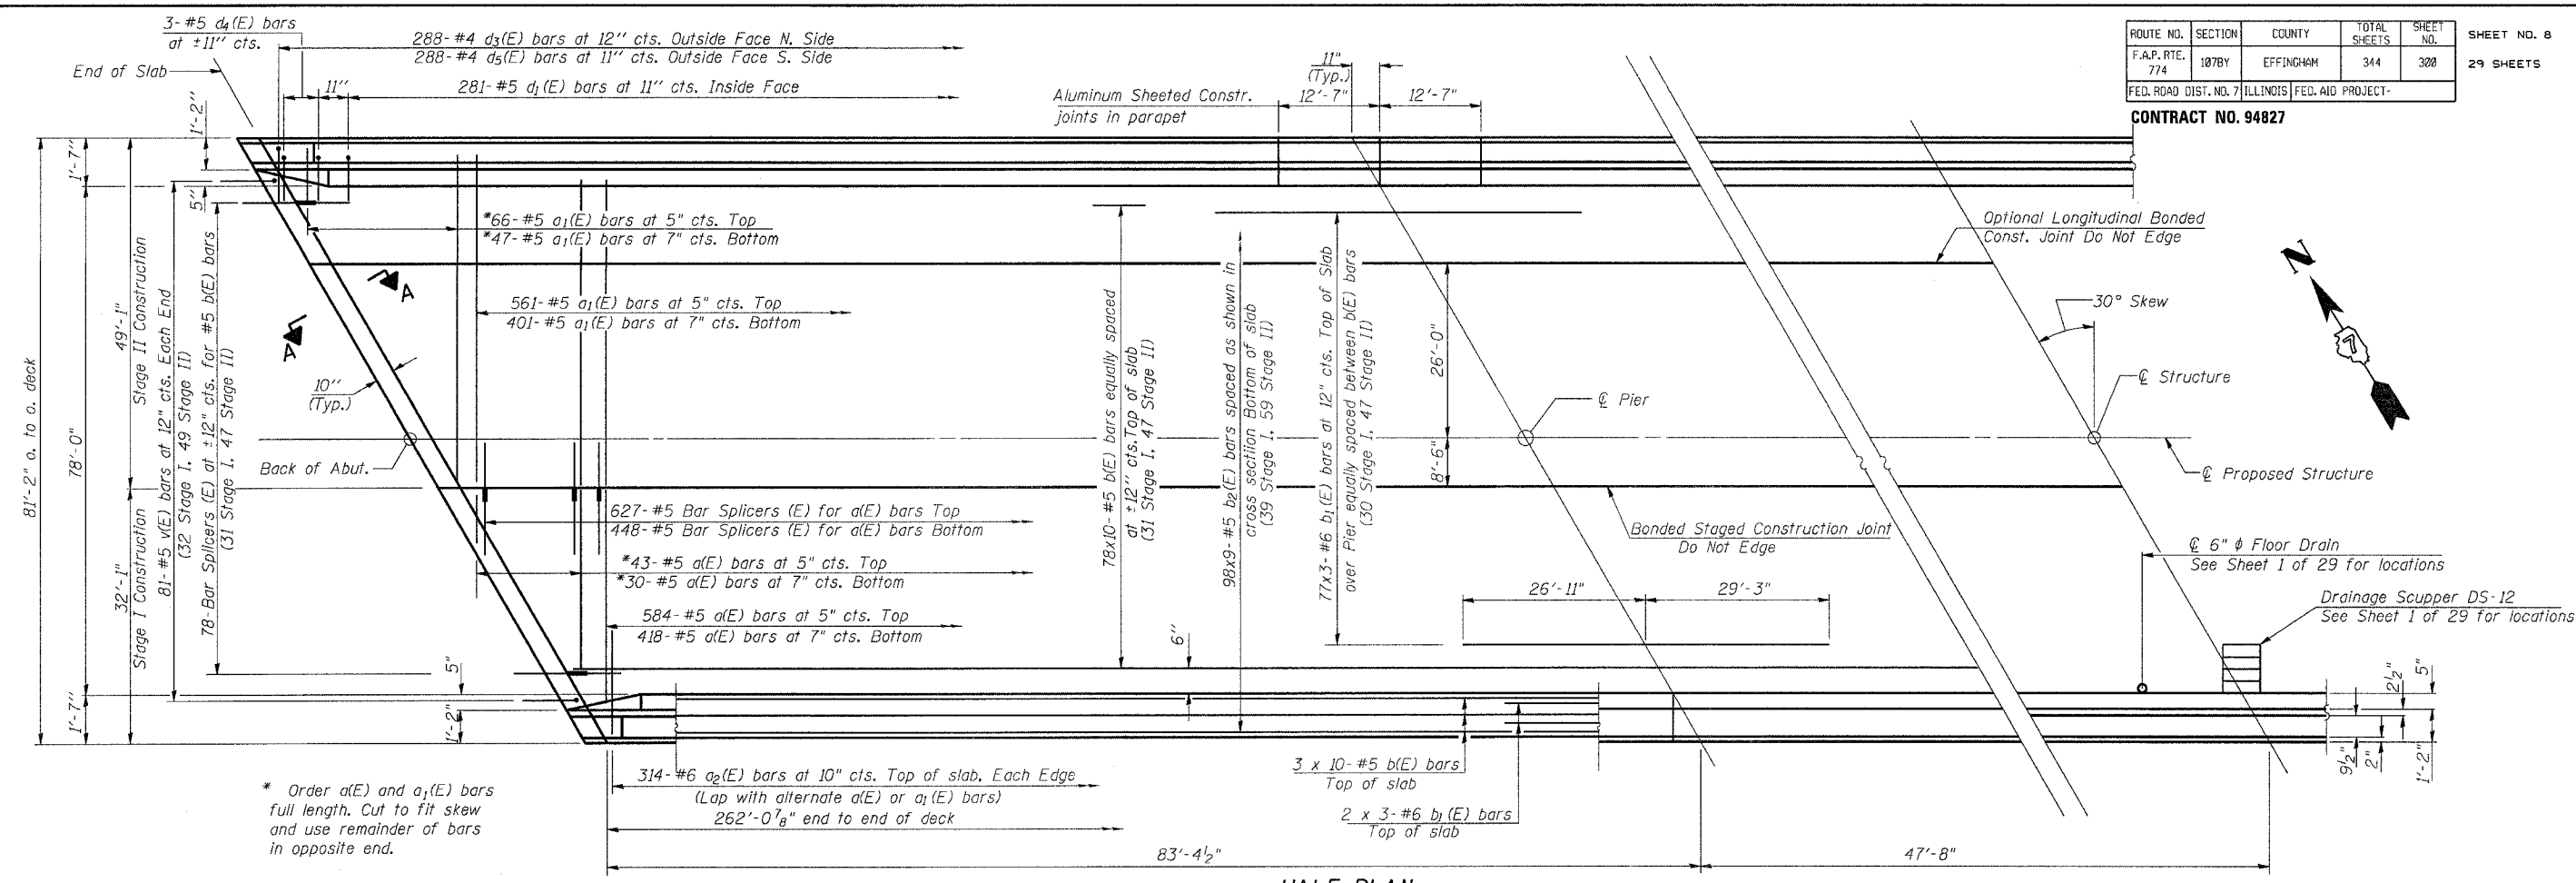 3- #5 d4(E) bars
at ±11" cts.
288- #4 d3(E) bars at 12" cts. Outside Face N. Side
288- #4 d5(E) bars at 11" cts. Outside Face S. Side
End of Slab
11"
281- #5 d1(E) bars at 11" cts. Inside Face
Aluminum Sheeted Constr.
joints in parapet
11"
(Typ.)
12'-7"
12'-7"
ROUTE NO.
SECTION
COUNTY
TOTAL
SHEETS
SHEET
NO.
F.A.P. RTE.
774
107BY
EFFINGHAM
344
300
FED. ROAD DIST. NO. 7
ILLINOIS
FED. AID PROJECT-
SHEET NO. 8
29 SHEETS
CONTRACT NO. 94827
1'-2"
1'-7"
5"
81'-2" o. to o. deck
78'-0"
49'-1"
Stage II Construction
81- #5 v(E) bars at 12" cts. Each End
(32 Stage I, 49 Stage II)
78-Bar Splicers (E) at ±12" cts. for #5 b(E) bars
(31 Stage I, 47 Stage II)
*66- #5 a1(E) bars at 5" cts. Top
*47- #5 a1(E) bars at 7" cts. Bottom
Optional Longitudinal Bonded
Const. Joint Do Not Edge
N
7
A
A
561- #5 a1(E) bars at 5" cts. Top
401- #5 a1(E) bars at 7" cts. Bottom
30° Skew
10"
(Typ.)
78x10- #5 b(E) bars equally spaced
at ±12" cts. Top of slab
(31 Stage I, 47 Stage II)
98x9- #5 b2(E) bars spaced as shown in
cross section Bottom of slab
(39 Stage I, 59 Stage II)
77x3- #6 b1(E) bars at 12" cts. Top of Slab
over Pier equally spaced between b(E) bars
(30 Stage I, 47 Stage II)
26'-0"
8'-6"
℄ Pier
℄ Structure
℄ Proposed Structure
Back of Abut.
32'-1"
Stage I Construction
627- #5 Bar Splicers (E) for a(E) bars Top
448- #5 Bar Splicers (E) for a(E) bars Bottom
Bonded Staged Construction Joint
Do Not Edge
*43- #5 a(E) bars at 5" cts. Top
*30- #5 a(E) bars at 7" cts. Bottom
℄ 6" φ Floor Drain
See Sheet 1 of 29 for locations
26'-11"
29'-3"
584- #5 a(E) bars at 5" cts. Top
418- #5 a(E) bars at 7" cts. Bottom
Drainage Scupper DS-12
See Sheet 1 of 29 for locations
6"
5"
1'-7"
1'-2"
2½"
5"
9½"
2"
1'-2"
314- #6 a2(E) bars at 10" cts. Top of slab, Each Edge
(Lap with alternate a(E) or a1(E) bars)
262'-0⅞" end to end of deck
3 x 10- #5 b(E) bars
Top of slab
2 x 3- #6 b1(E) bars
Top of slab
* Order a(E) and a1(E) bars
full length. Cut to fit skew
and use remainder of bars
in opposite end.
83'-4½"
47'-8"
HALF PLAN